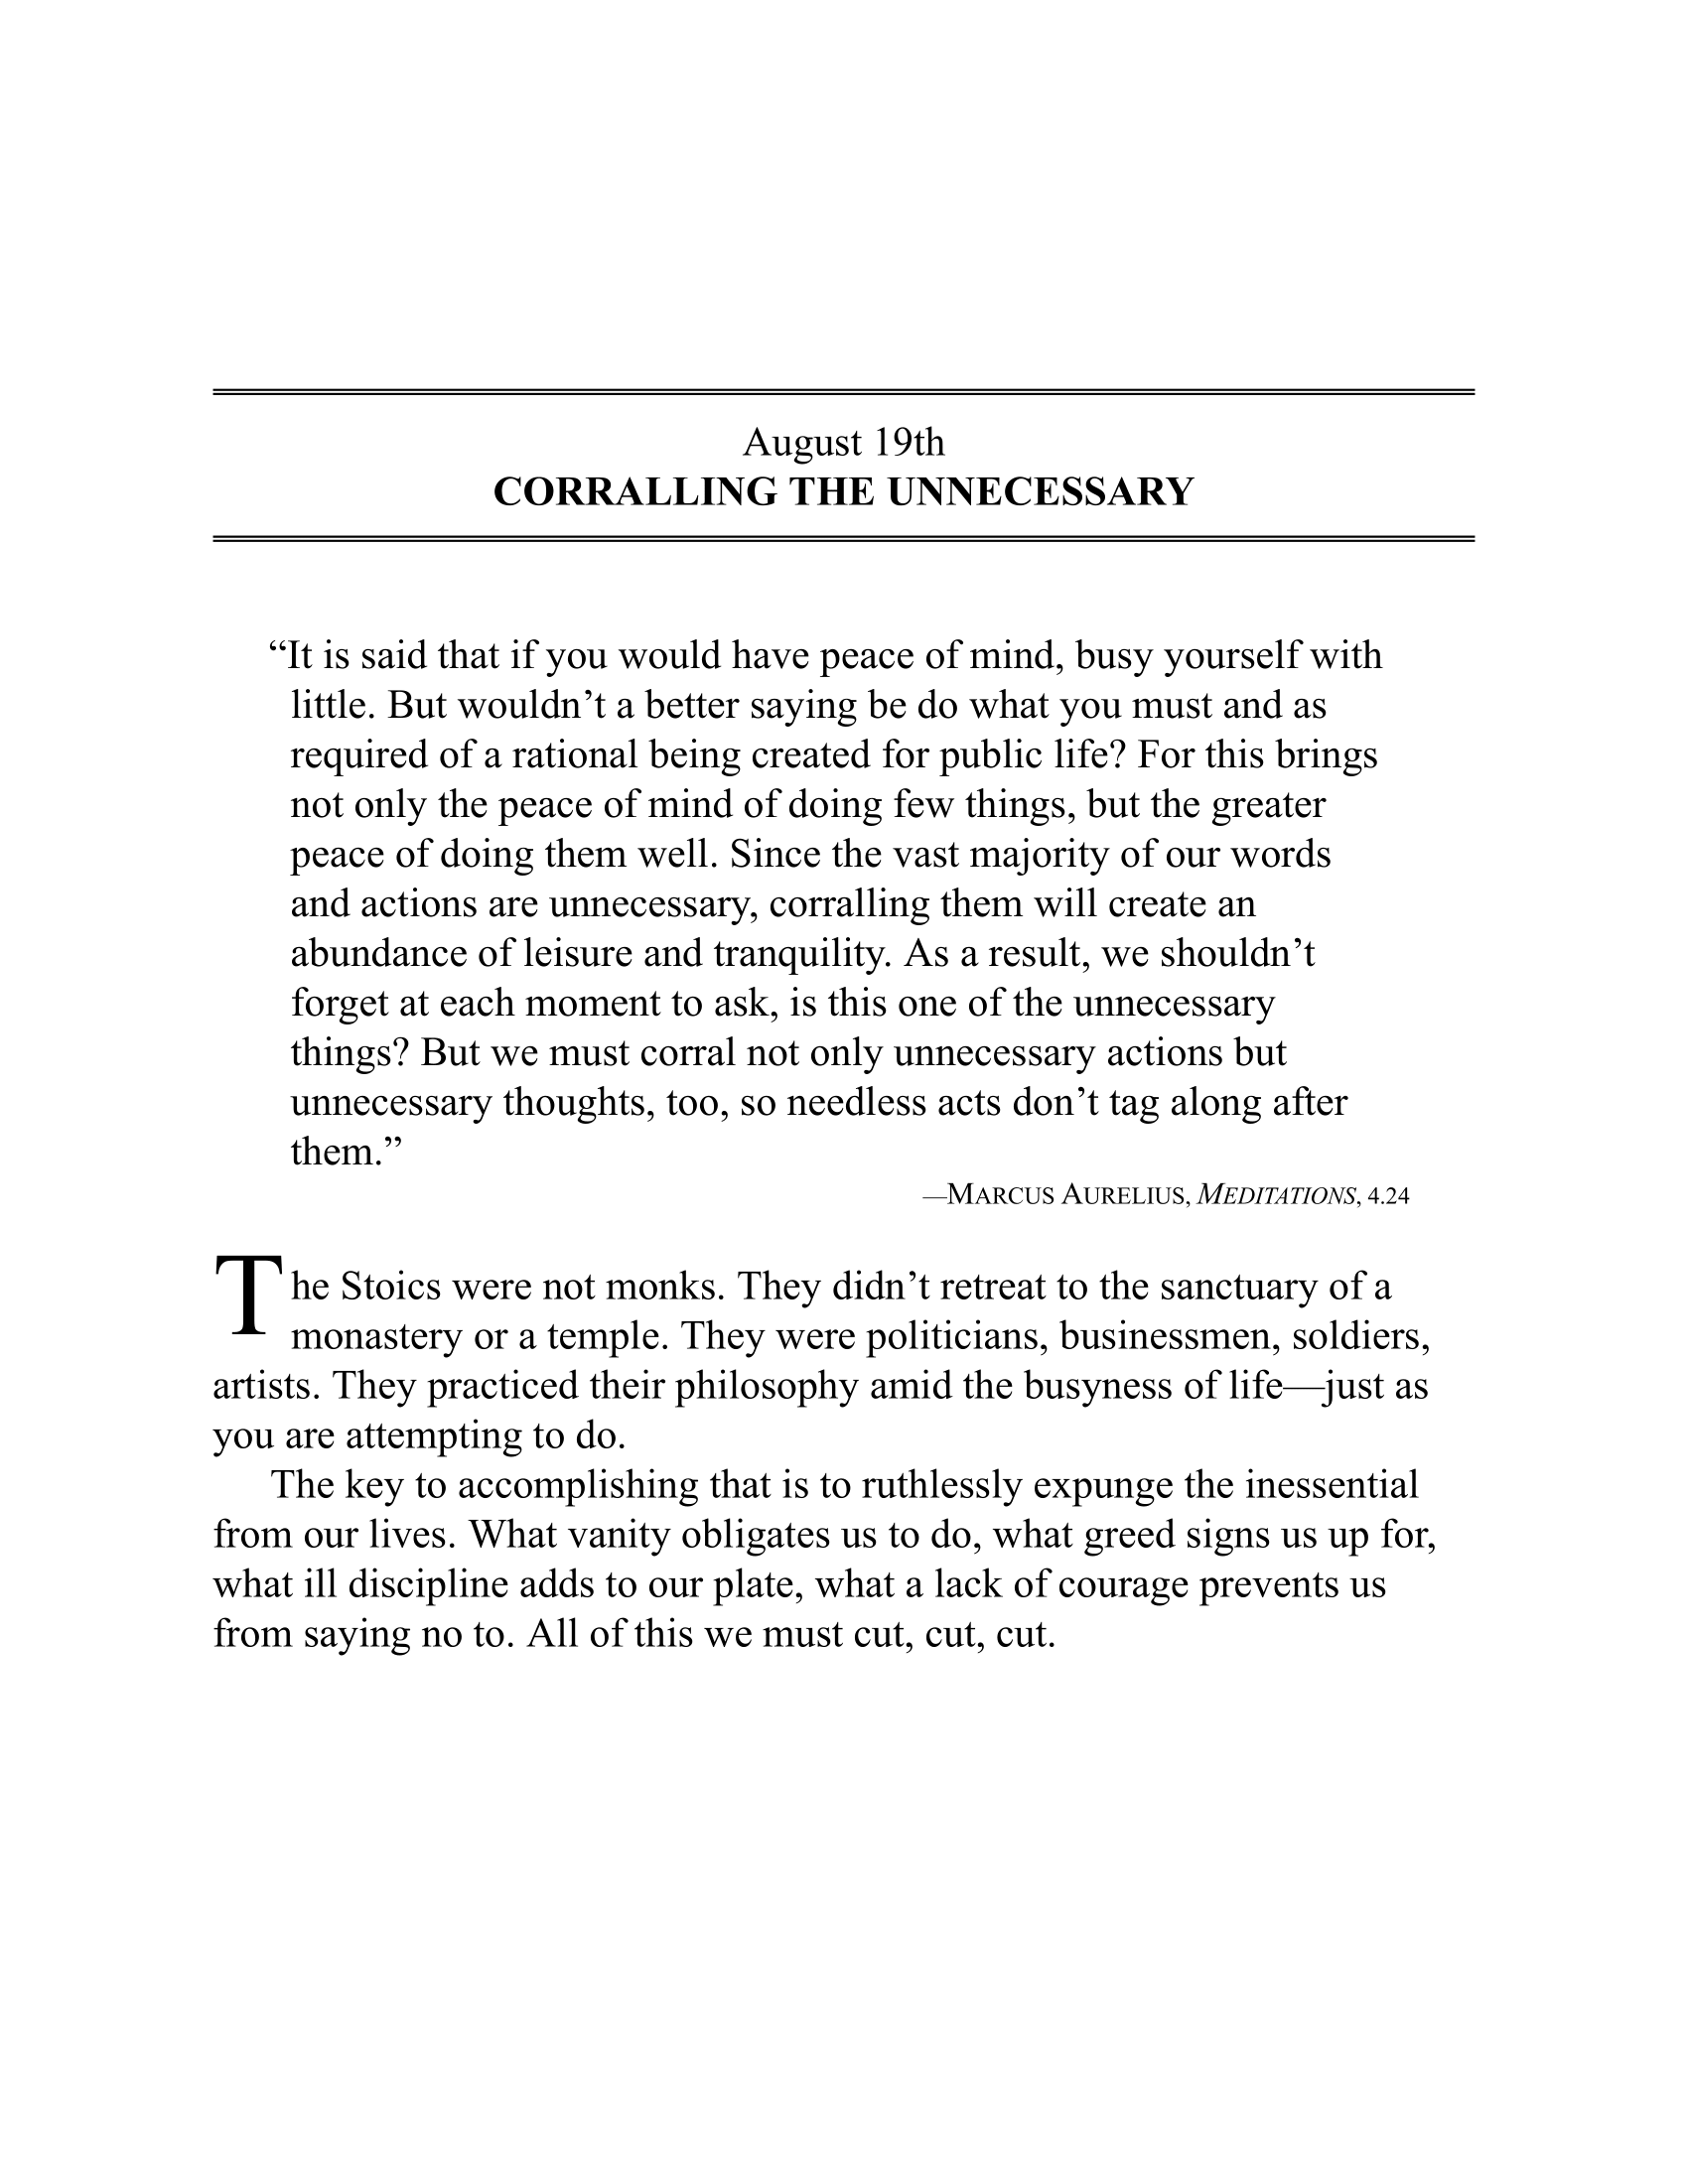 August 19th
CORRALLING THE UNNECESSARY
“It is said that if you would have peace of mind, busy yourself with
little. But wouldn’t a better saying be do what you must and as
required of a rational being created for public life? For this brings
not only the peace of mind of doing few things, but the greater
peace of doing them well. Since the vast majority of our words
and actions are unnecessary, corralling them will create an
abundance of leisure and tranquility. As a result, we shouldn’t
forget at each moment to ask, is this one of the unnecessary
things? But we must corral not only unnecessary actions but
unnecessary thoughts, too, so needless acts don’t tag along after
them.”
—MARCUS AURELIUS, MEDITATIONS, 4.24
The Stoics were not monks. They didn’t retreat to the sanctuary of a
monastery or a temple. They were politicians, businessmen, soldiers,
artists. They practiced their philosophy amid the busyness of life—just as
you are attempting to do.
The key to accomplishing that is to ruthlessly expunge the inessential
from our lives. What vanity obligates us to do, what greed signs us up for,
what ill discipline adds to our plate, what a lack of courage prevents us
from saying no to. All of this we must cut, cut, cut.